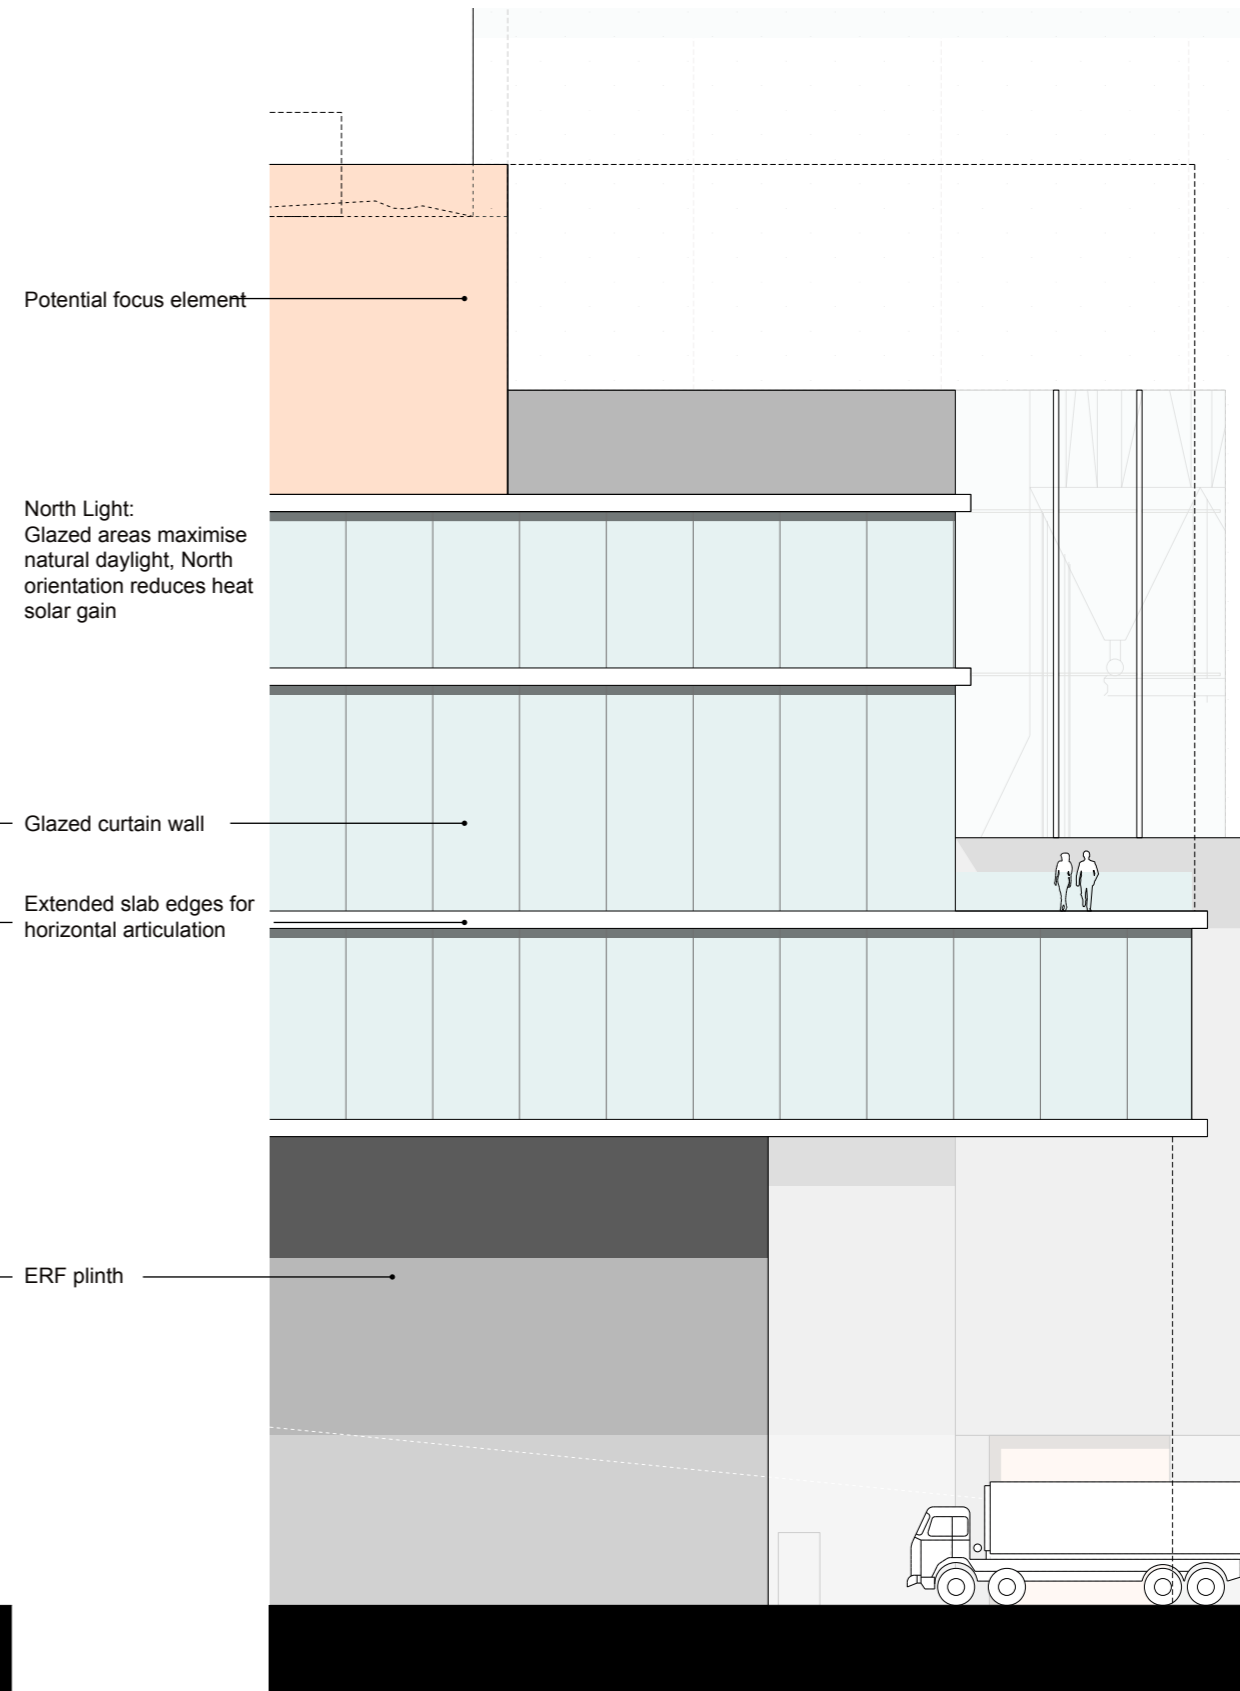 Potential focus element
North Light:
Glazed areas maximise
natural daylight, North
orientation reduces heat
solar gain
Glazed curtain wall
Extended slab edges for
horizontal articulation
ERF plinth